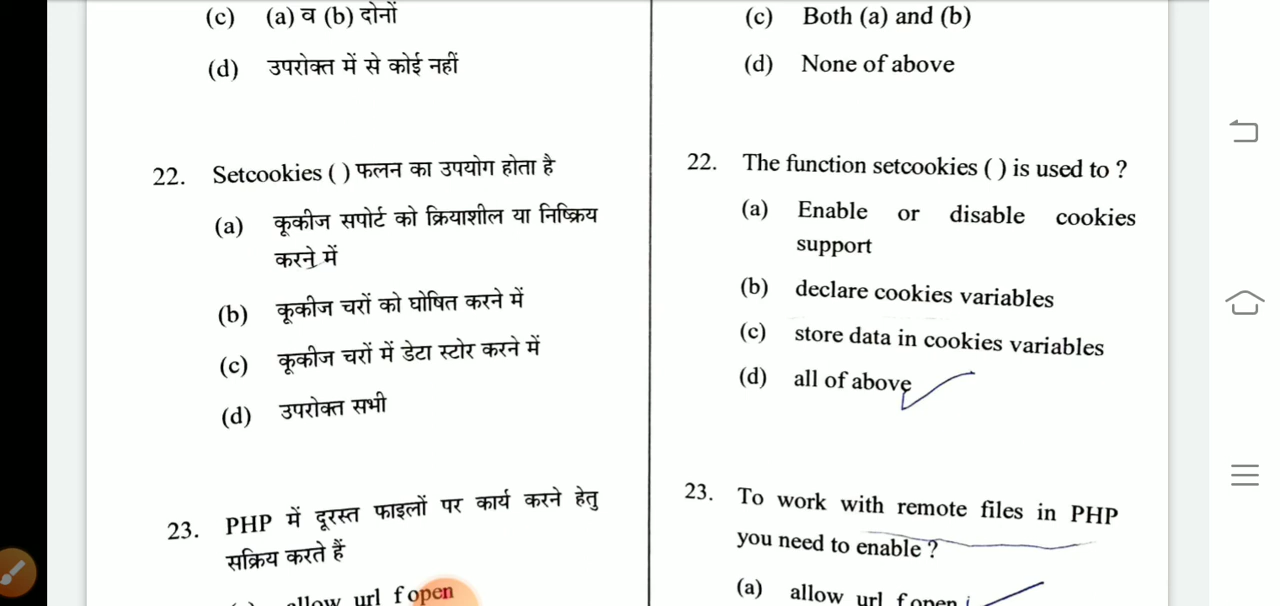 (c) (a) व (b) दोनों
(d) उपरोक्त में से कोई नहीं
22. Setcookies ( ) फलन का उपयोग होता है
(a) कूकीज सपोर्ट को क्रियाशील या निष्क्रिय
करने में
(b) कूकीज चरों को घोषित करने में
(c) कूकीज चरों में डेटा स्टोर करने में
(d) उपरोक्त सभी
23. PHP में दूरस्त फाइलों पर कार्य करने हेतु
सक्रिय करते हैं
allow url fopen
(c) Both (a) and (b)
(d) None of above
22. The function setcookies ( ) is used to ?
(a) Enable or disable cookies
support
(b) declare cookies variables
(c) store data in cookies variables
(d) all of above
23. To work with remote files in PHP
you need to enable ?
(a) allow url fopen